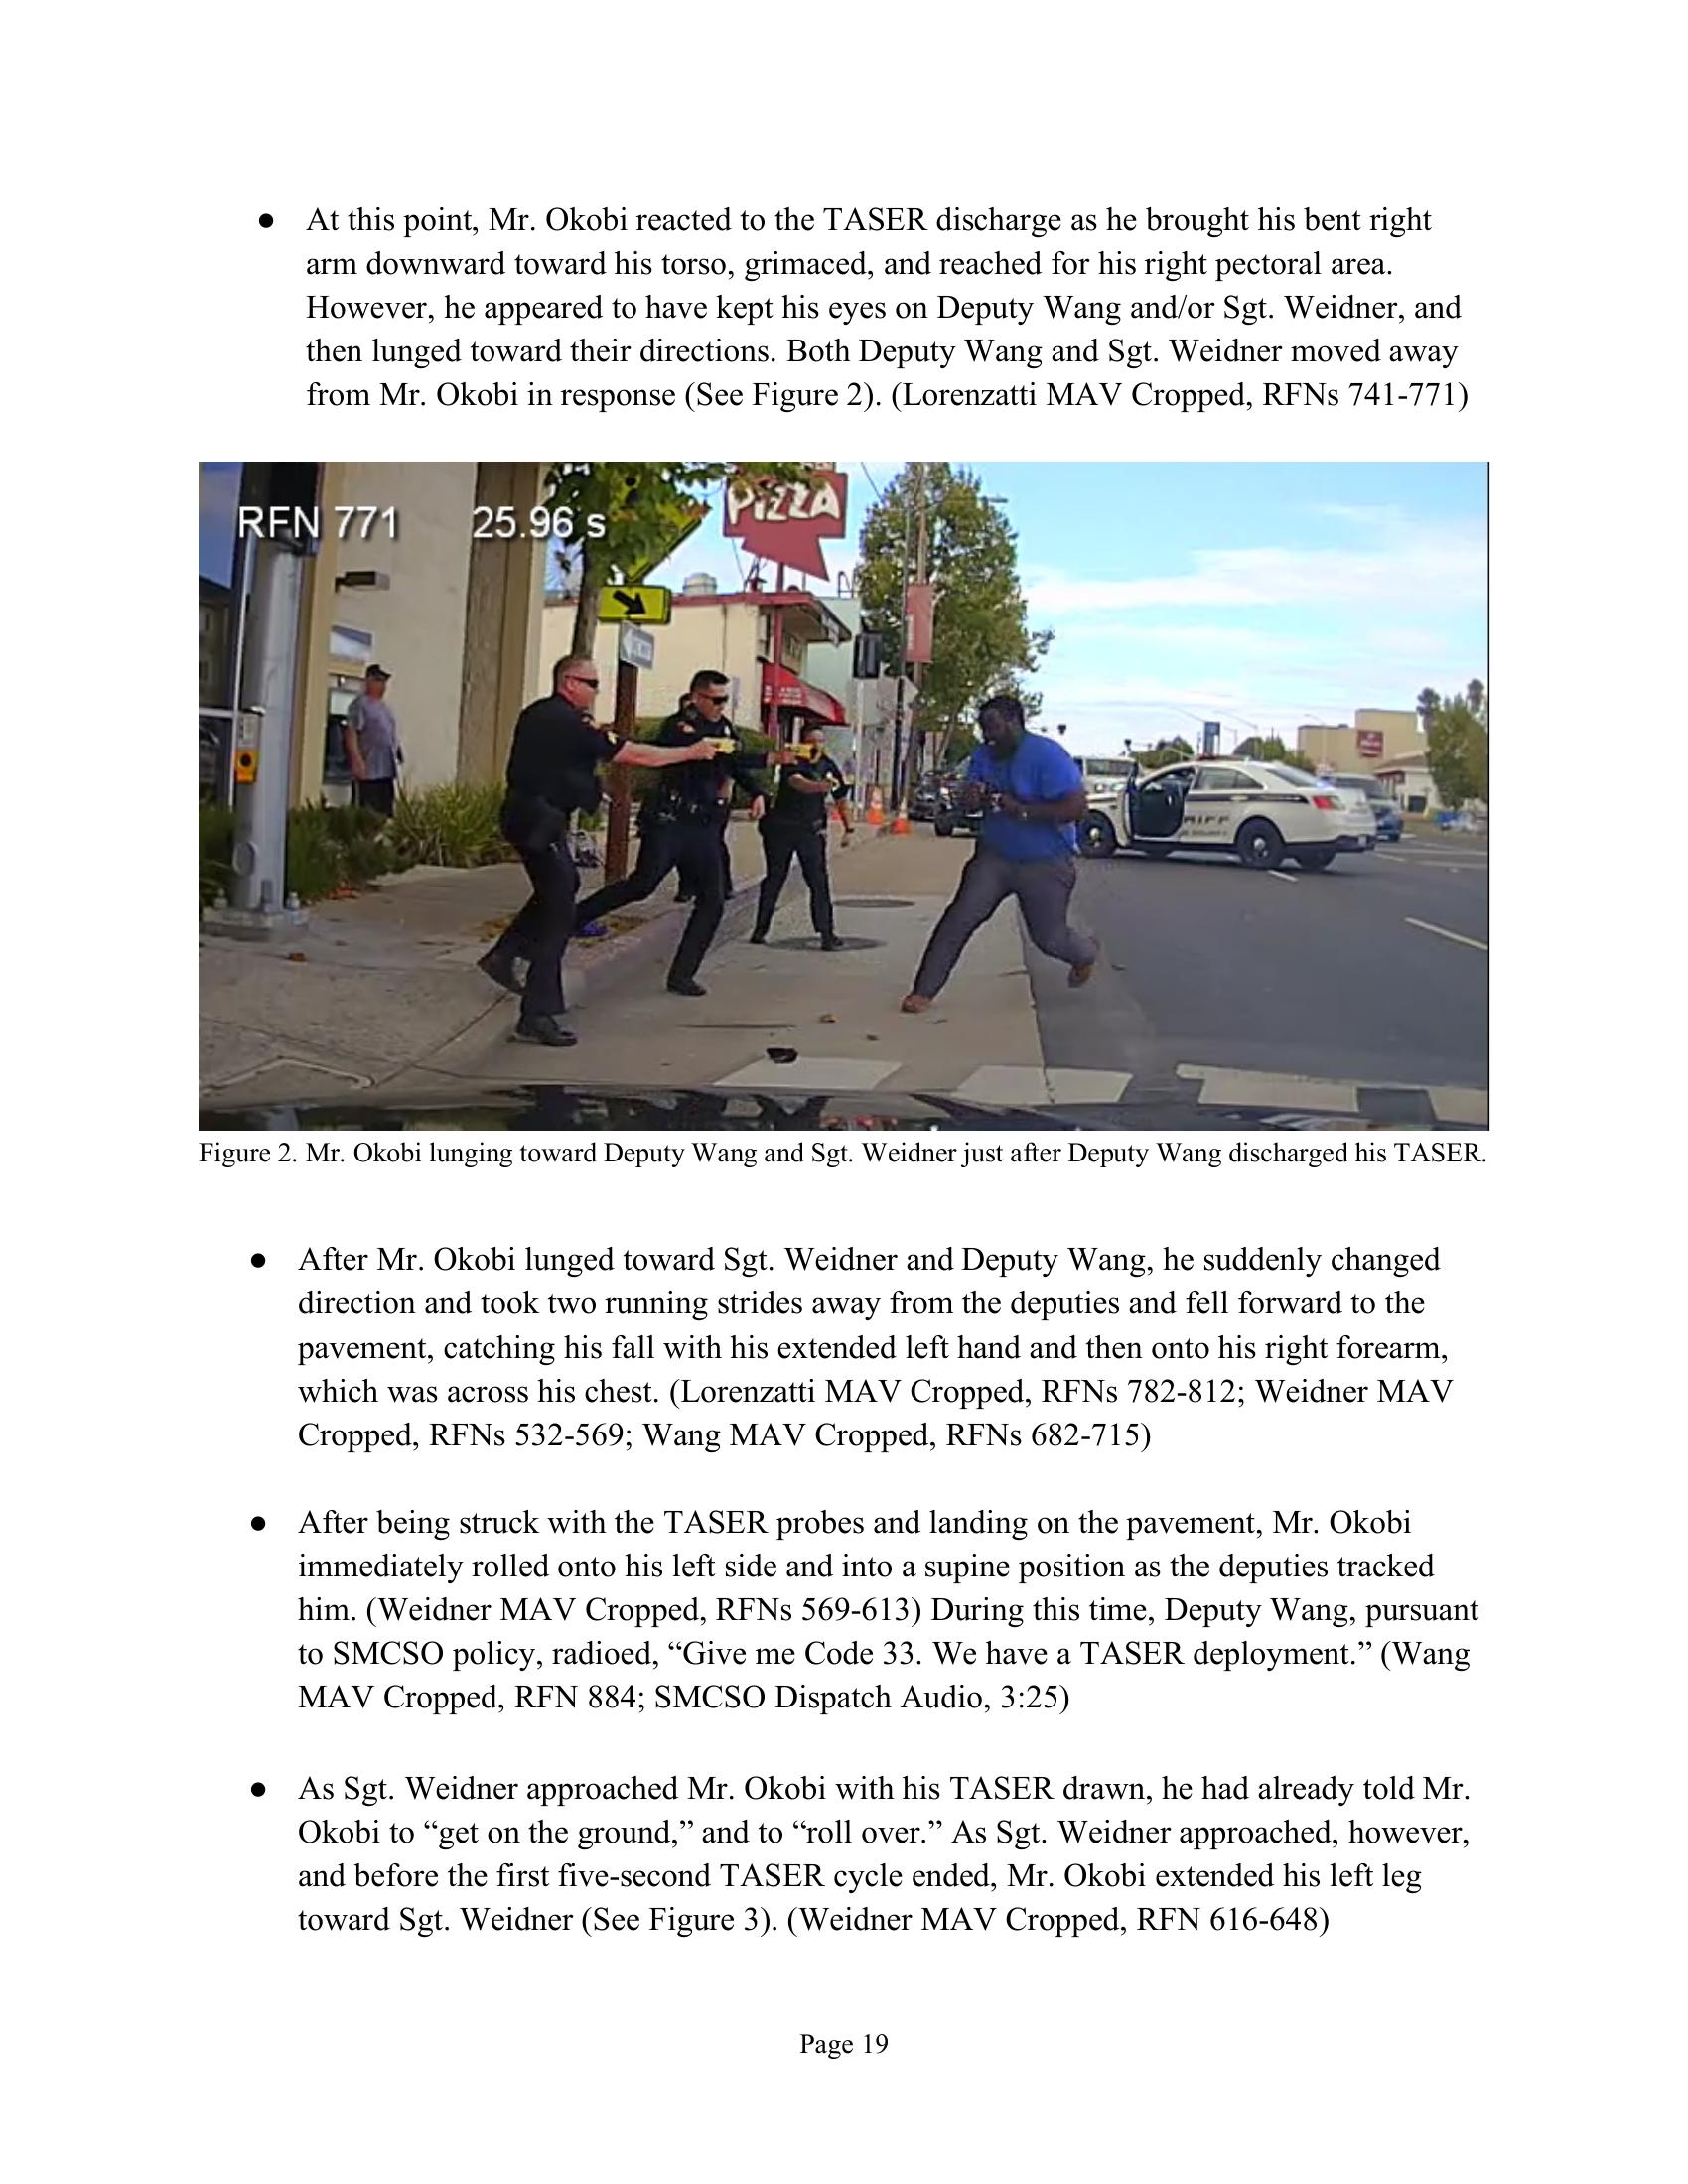 ● At this point, Mr. Okobi reacted to the TASER discharge as he brought his bent right
arm downward toward his torso, grimaced, and reached for his right pectoral area.
However, he appeared to have kept his eyes on Deputy Wang and/or Sgt. Weidner, and
then lunged toward their directions. Both Deputy Wang and Sgt. Weidner moved away
from Mr. Okobi in response (See Figure 2). (Lorenzatti MAV Cropped, RFNs 741-771)
RFN 771 25.96 s
PIZZA
Figure 2. Mr. Okobi lunging toward Deputy Wang and Sgt. Weidner just after Deputy Wang discharged his TASER.
● After Mr. Okobi lunged toward Sgt. Weidner and Deputy Wang, he suddenly changed
direction and took two running strides away from the deputies and fell forward to the
pavement, catching his fall with his extended left hand and then onto his right forearm,
which was across his chest. (Lorenzatti MAV Cropped, RFNs 782-812; Weidner MAV
Cropped, RFNs 532-569; Wang MAV Cropped, RFNs 682-715)
● After being struck with the TASER probes and landing on the pavement, Mr. Okobi
immediately rolled onto his left side and into a supine position as the deputies tracked
him. (Weidner MAV Cropped, RFNs 569-613) During this time, Deputy Wang, pursuant
to SMCSO policy, radioed, “Give me Code 33. We have a TASER deployment.” (Wang
MAV Cropped, RFN 884; SMCSO Dispatch Audio, 3:25)
● As Sgt. Weidner approached Mr. Okobi with his TASER drawn, he had already told Mr.
Okobi to “get on the ground,” and to “roll over.” As Sgt. Weidner approached, however,
and before the first five-second TASER cycle ended, Mr. Okobi extended his left leg
toward Sgt. Weidner (See Figure 3). (Weidner MAV Cropped, RFN 616-648)
Page 19